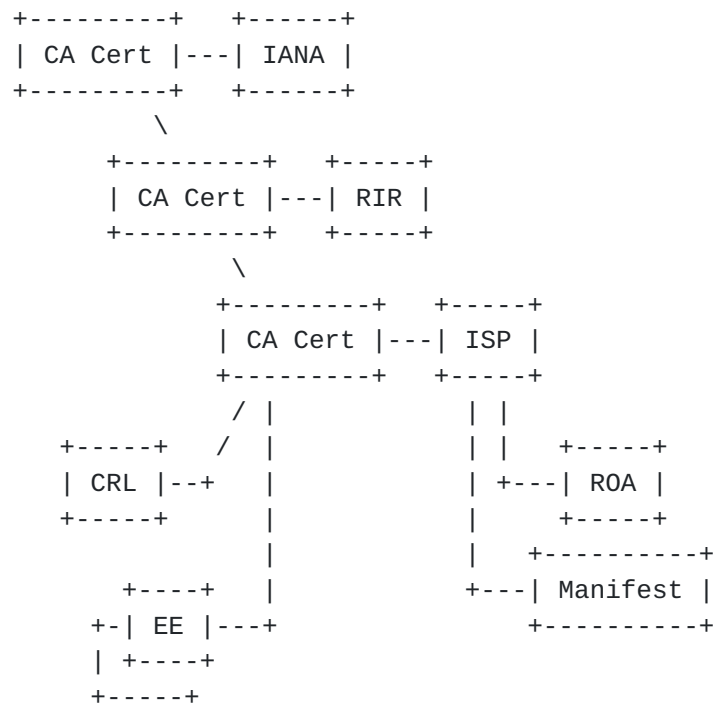 CA Cert IANA
CA Cert RIR
CA Cert ISP
CRL ROA
Manifest
EE